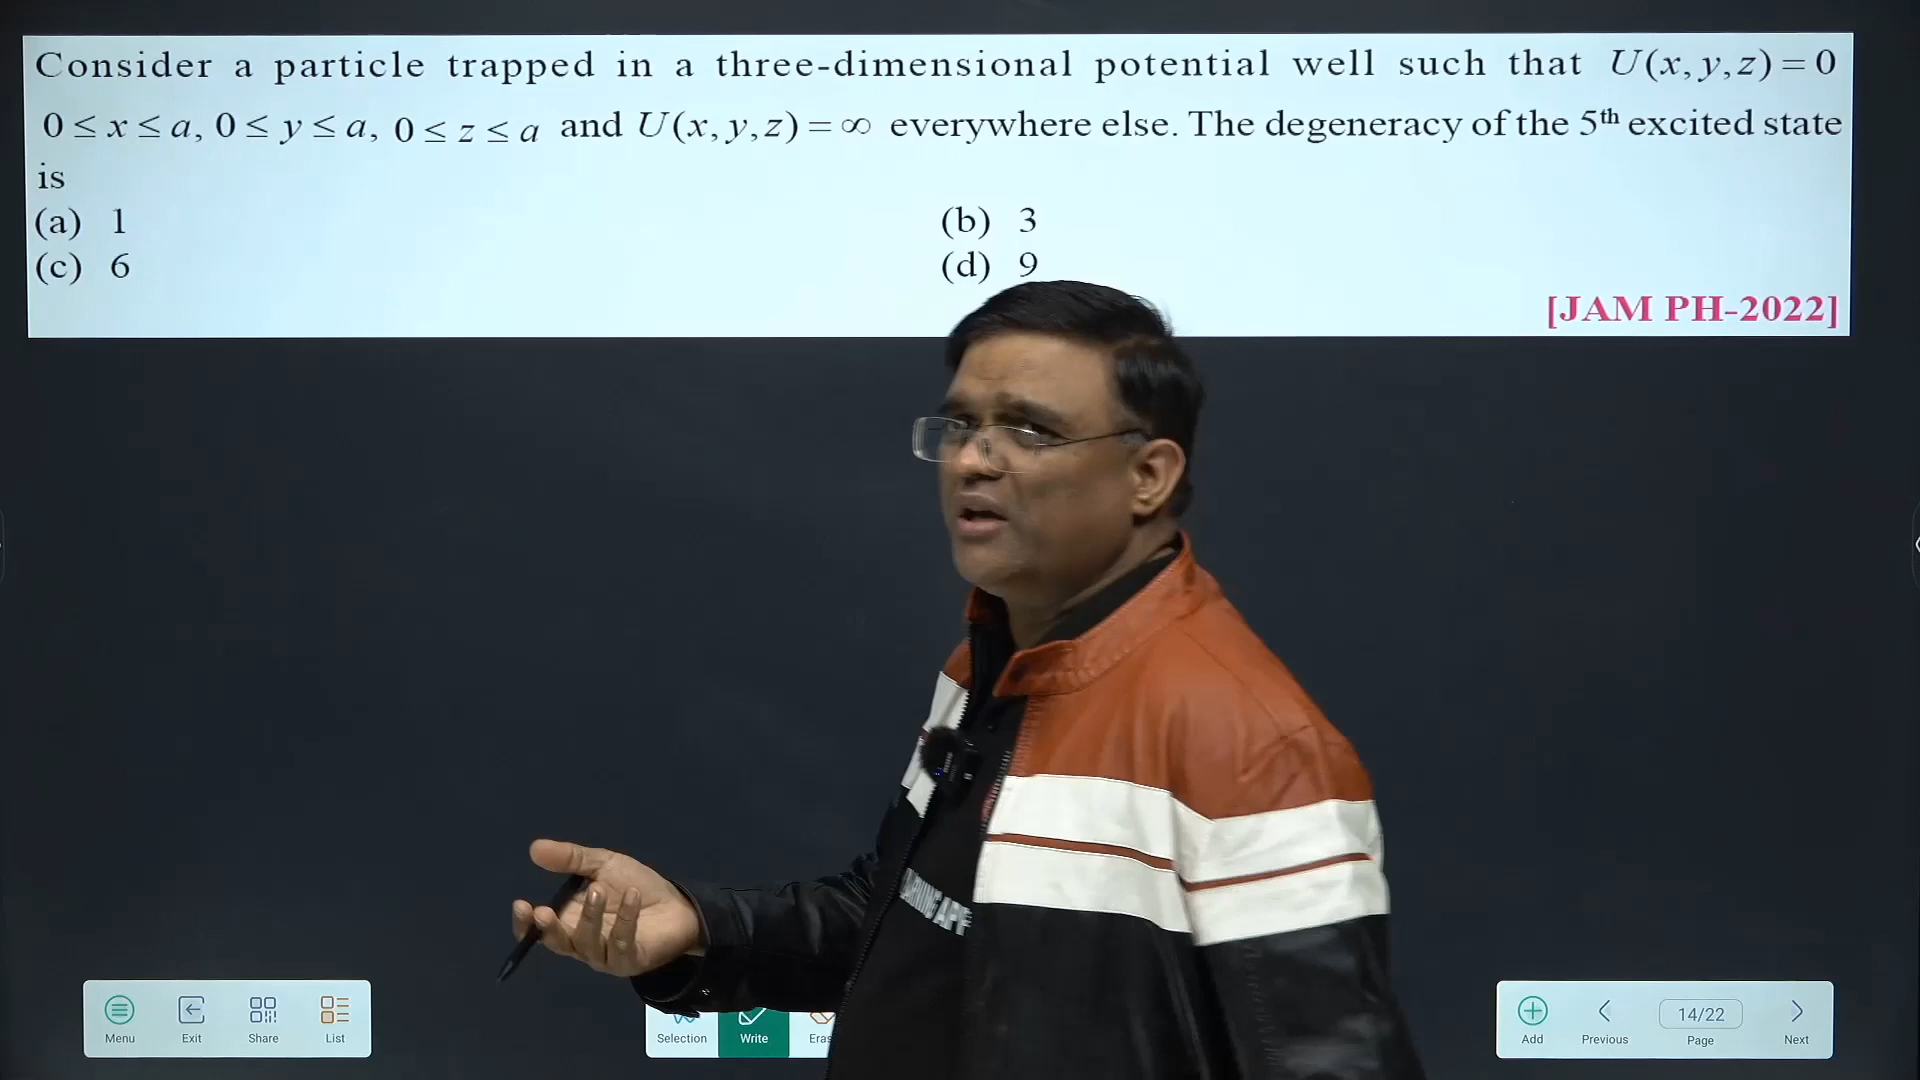 Consider a particle trapped in a three-dimensional potential well such that U(x, y, z) = 0
0 ≤ x ≤ a, 0 ≤ y ≤ a, 0 ≤ z ≤ a and U(x, y, z) = ∞ everywhere else. The degeneracy of the 5th excited state
is
(a) 1 (b) 3
(c) 6 (d) 9
[JAM PH-2022]
Menu Exit Share List Selection Write Add Previous 14/22 Page Next